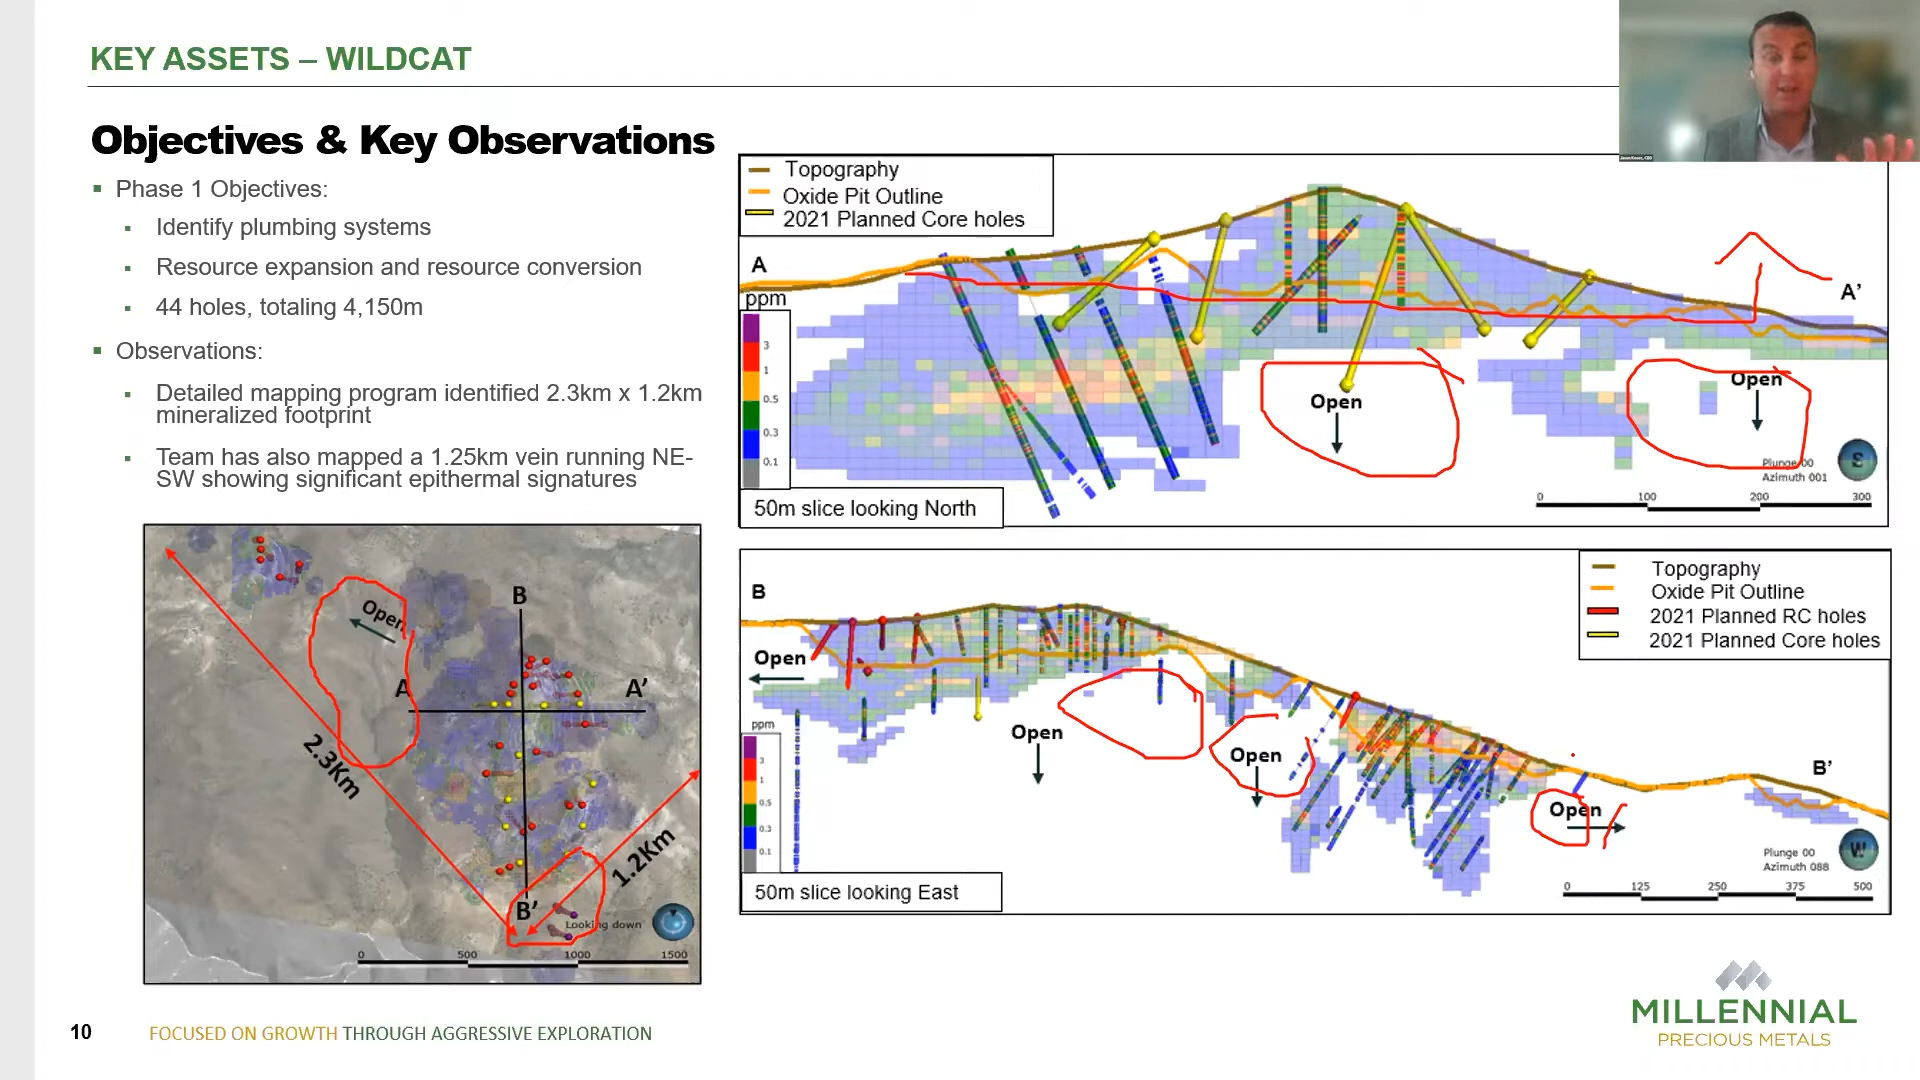 KEY ASSETS – WILDCAT
Objectives & Key Observations
Phase 1 Objectives:
Identify plumbing systems
Resource expansion and resource conversion
44 holes, totaling 4,150m
Observations:
Detailed mapping program identified 2.3km x 1.2km
mineralized footprint
Team has also mapped a 1.25km vein running NE-
SW showing significant epithermal signatures
Open
B
A
A'
2.3Km
1.2Km
B'
Looking down
0 500 1000 1500
Topography
Oxide Pit Outline
2021 Planned Core holes
A
A'
ppm
3
1
0.5
0.3
0.1
Open
Open
Plunge 00
Azimuth 001
S
0 100 200 300
50m slice looking North
B
Topography
Oxide Pit Outline
2021 Planned RC holes
2021 Planned Core holes
Open
Open
Open
Open
B'
ppm
3
1
0.5
0.3
0.1
Plunge 00
Azimuth 088
W
0 125 250 375 500
50m slice looking East
10
FOCUSED ON GROWTH THROUGH AGGRESSIVE EXPLORATION
MILLENNIAL
PRECIOUS METALS